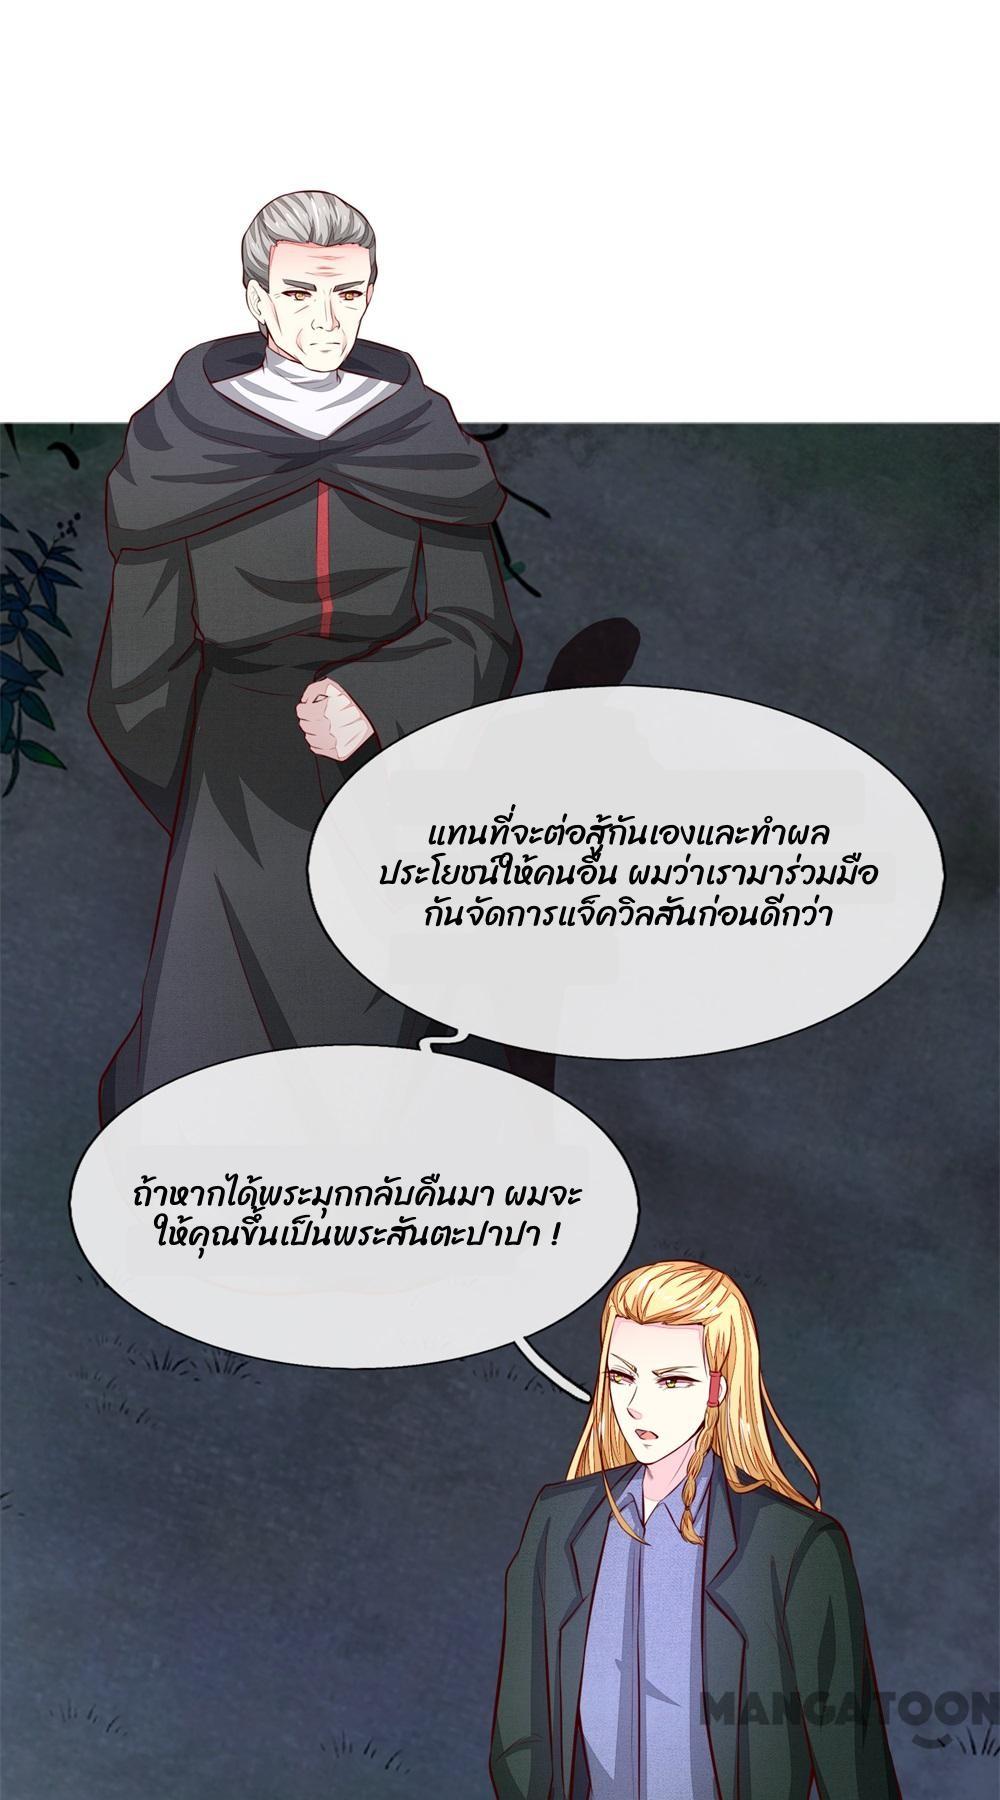 แทนที่จะต่อสู้กันเองและทำผล
ประโยชน์ให้คนอื่น ผมว่าเรามาร่วมมือ
กันจัดการแจ็ควิลสันก่อนดีกว่า
ถ้าหากได้พระมุกกลับคืนมา ผมจะ
ให้คุณขึ้นเป็นพระสันตะปาปา !
MANGATOON